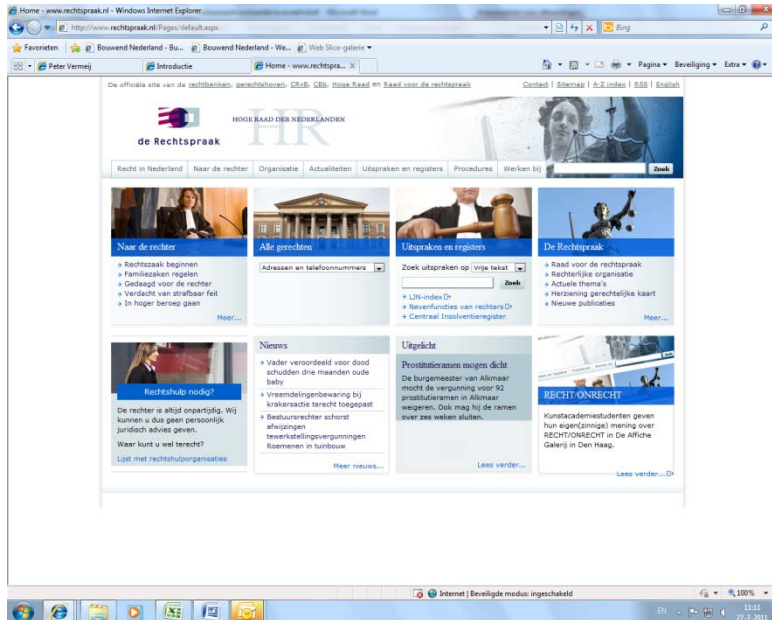 Home - www.rechtspraak.nl - Windows Internet Explorer
http://www.rechtspraak.nl/Pages/default.aspx
Bing
Favorieten
Bouwend Nederland - Bu...
Bouwend Nederland - We...
Web Slice-galerie
Peter Vermeij
Introductie
Home - www.rechtspra... X
Pagina
Beveiliging
Extra
De officiële site van de rechtbanken, gerechtshoven, CRvB, CBb, Hoge Raad en Raad voor de rechtspraak
Contact | Sitemap | A-Z index | RSS | English
de Rechtspraak
HR
HOGE RAAD DER NEDERLANDEN
Recht in Nederland
Naar de rechter
Organisatie
Actualiteiten
Uitspraken en registers
Procedures
Werken bij
Zoek
Naar de rechter
Rechtszaak beginnen
Familiezaken regelen
Gedaagd voor de rechter
Verdacht van strafbaar feit
In hoger beroep gaan
Meer...
Alle gerechten
Adressen en telefoonnummers
Uitspraken en registers
Zoek uitspraken op Vrije tekst
Zoek
LJN-index
Nevenfuncties van rechters
Centraal Insolventieregister
De Rechtspraak
Raad voor de rechtspraak
Rechterlijke organisatie
Actuele thema's
Herziening gerechtelijke kaart
Nieuwe publicaties
Meer...
Rechtshulp nodig?
De rechter is altijd onpartijdig. Wij
kunnen u dus geen persoonlijk
juridisch advies geven.
Waar kunt u wel terecht?
Lijst met rechtshulporganisaties
Nieuws
Vader veroordeeld voor dood
schudden drie maanden oude
baby
Vreemdelingenbewaring bij
krakersactie terecht toegepast
Bestuursrechter schorst
afwijzingen
tewerkstellingsvergunningen
Roemenen in tuinbouw
Meer nieuws...
Uitgelicht
Prostitutieramen mogen dicht
De burgemeester van Alkmaar
mocht de vergunning voor 92
prostitutieramen in Alkmaar
weigeren. Ook mag hij de ramen
over zes weken sluiten.
Lees verder...
RECHT/ONRECHT
Kunstacademiestudenten geven
hun eigen(zinnige) mening over
RECHT/ONRECHT in De Affiche
Galerij in Den Haag.
Lees verder...
Internet | Beveiligde modus: ingeschakeld
100%
EN
11:11
27-7-2011